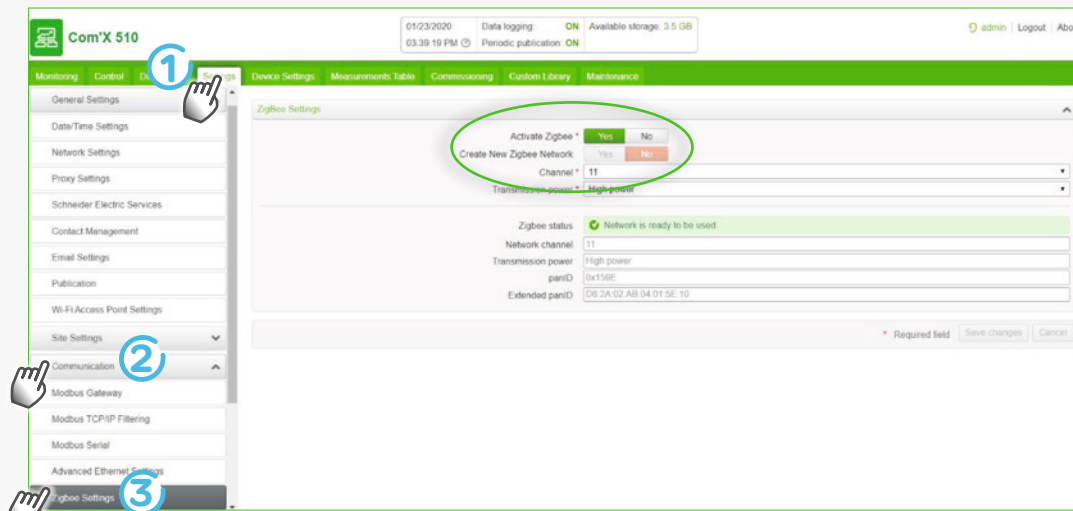 Com'X 510
01/23/2020 Data logging: ON Available storage: 3.5 GB
03:39:19 PM Periodic publication: ON
admin Logout Abo
Monitoring Control Settings Device Settings Measurements Table Commissioning Custom Library Maintenance
1
General Settings
Date/Time Settings
Network Settings
Proxy Settings
Schneider Electric Services
Contact Management
Email Settings
Publication
Wi-Fi Access Point Settings
Site Settings
Communication
2
Modbus Gateway
Modbus TCP/IP Filtering
Modbus Serial
Advanced Ethernet Settings
Zigbee Settings
3
ZigBee Settings
Activate Zigbee * Yes No
Create New Zigbee Network Yes No
Channel * 11
Transmission power * High power
Zigbee status Network is ready to be used
Network channel 11
Transmission power High power
panID 0x159E
Extended panID D6:2A:02:AB:04:01:5E:10
* Required field Save changes Cancel